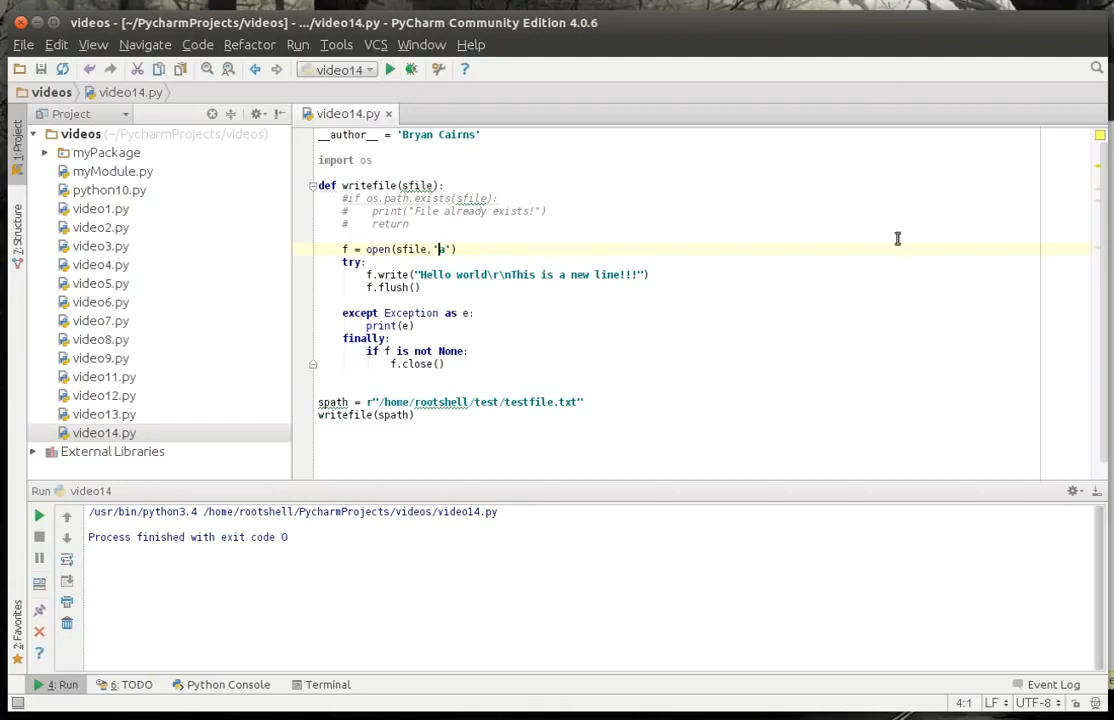 videos - [~/PycharmProjects/videos] - .../video14.py - PyCharm Community Edition 4.0.6
File Edit View Navigate Code Refactor Run Tools VCS Window Help
video14
videos video14.py
Project
video14.py
1: Project
7: Structure
2: Favorites
videos (~/PycharmProjects/videos)
myPackage
myModule.py
python10.py
video1.py
video2.py
video3.py
video4.py
video5.py
video6.py
video7.py
video8.py
video9.py
video11.py
video12.py
video13.py
video14.py
External Libraries
__author__ = 'Bryan Cairns'
import os
def writefile(sfile):
#if os.path.exists(sfile):
#    print("File already exists!")
#    return
f = open(sfile,'a')
try:
f.write("Hello world\r\nThis is a new line!!!")
f.flush()
except Exception as e:
print(e)
finally:
if f is not None:
f.close()
spath = r"/home/rootshell/test/testfile.txt"
writefile(spath)
Run video14
/usr/bin/python3.4 /home/rootshell/PycharmProjects/videos/video14.py
Process finished with exit code 0
4: Run 6: TODO Python Console Terminal Event Log
4:1 LF UTF-8